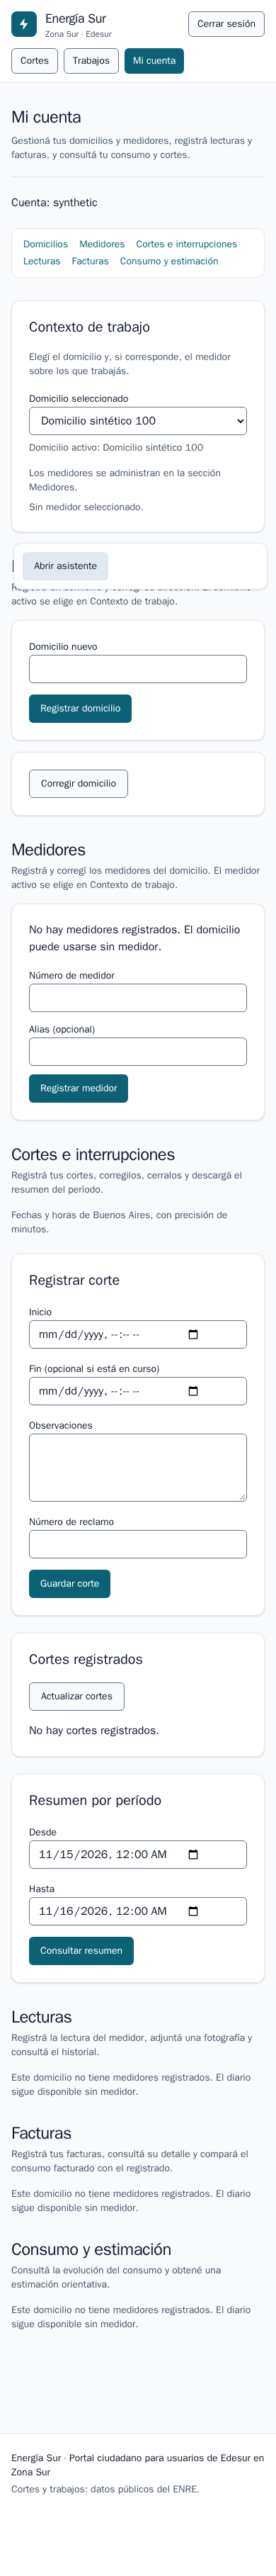 Energía Sur
Zona Sur · Edesur
Cerrar sesión
Cortes
Trabajos
Mi cuenta
Mi cuenta
Gestioná tus domicilios y medidores, registrá lecturas y
facturas, y consultá tu consumo y cortes.
Cuenta: synthetic
Domicilios Medidores Cortes e interrupciones
Lecturas Facturas Consumo y estimación
Contexto de trabajo
Elegí el domicilio y, si corresponde, el medidor
sobre los que trabajás.
Domicilio seleccionado
Domicilio sintético 100
Domicilio activo: Domicilio sintético 100
Los medidores se administran en la sección
Medidores.
Sin medidor seleccionado.
Abrir asistente
activo se elige en Contexto de trabajo.
Domicilio nuevo
Registrar domicilio
Corregir domicilio
Medidores
Registrá y corregí los medidores del domicilio. El medidor
activo se elige en Contexto de trabajo.
No hay medidores registrados. El domicilio
puede usarse sin medidor.
Número de medidor
Alias (opcional)
Registrar medidor
Cortes e interrupciones
Registrá tus cortes, corregilos, cerralos y descargá el
resumen del período.
Fechas y horas de Buenos Aires, con precisión de
minutos.
Registrar corte
Inicio
mm/dd/yyyy, --:-- --
Fin (opcional si está en curso)
mm/dd/yyyy, --:-- --
Observaciones
Número de reclamo
Guardar corte
Cortes registrados
Actualizar cortes
No hay cortes registrados.
Resumen por período
Desde
11/15/2026, 12:00 AM
Hasta
11/16/2026, 12:00 AM
Consultar resumen
Lecturas
Registrá la lectura del medidor, adjuntá una fotografía y
consultá el historial.
Este domicilio no tiene medidores registrados. El diario
sigue disponible sin medidor.
Facturas
Registrá tus facturas, consultá su detalle y compará el
consumo facturado con el registrado.
Este domicilio no tiene medidores registrados. El diario
sigue disponible sin medidor.
Consumo y estimación
Consultá la evolución del consumo y obtené una
estimación orientativa.
Este domicilio no tiene medidores registrados. El diario
sigue disponible sin medidor.
Energía Sur · Portal ciudadano para usuarios de Edesur en
Zona Sur
Cortes y trabajos: datos públicos del ENRE.